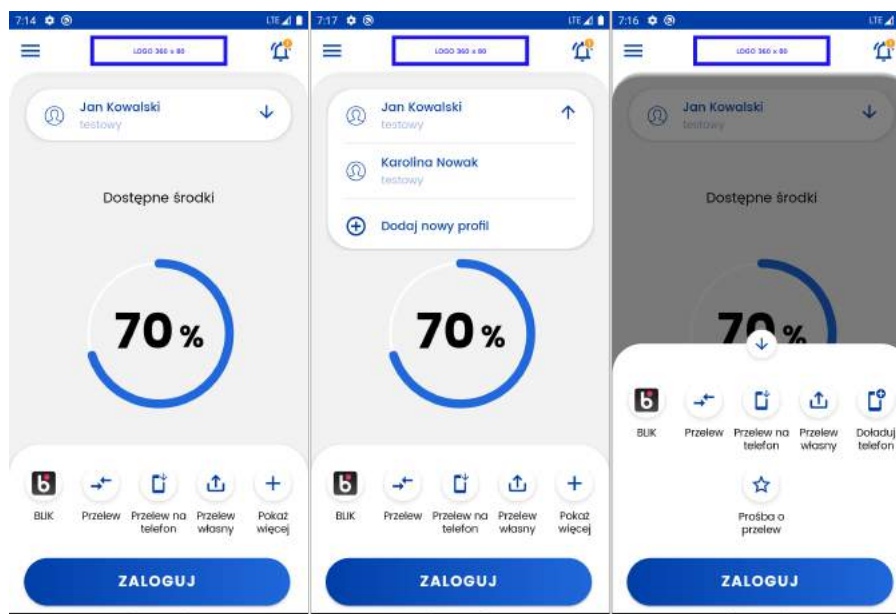 7:14
LTE
LOGO 360 x 80
Jan Kowalski
testowy
Dostępne środki
70 %
BLIK
Przelew
Przelew na
telefon
Przelew
własny
Pokaż
więcej
ZALOGUJ
7:17
LTE
LOGO 360 x 80
Jan Kowalski
testowy
Karolina Nowak
testowy
Dodaj nowy profil
70 %
BLIK
Przelew
Przelew na
telefon
Przelew
własny
Pokaż
więcej
ZALOGUJ
7:16
LTE
LOGO 360 x 80
Jan Kowalski
testowy
Dostępne środki
70 %
BLIK
Przelew
Przelew na
telefon
Przelew
własny
Doładuj
telefon
Prośba o
przelew
ZALOGUJ